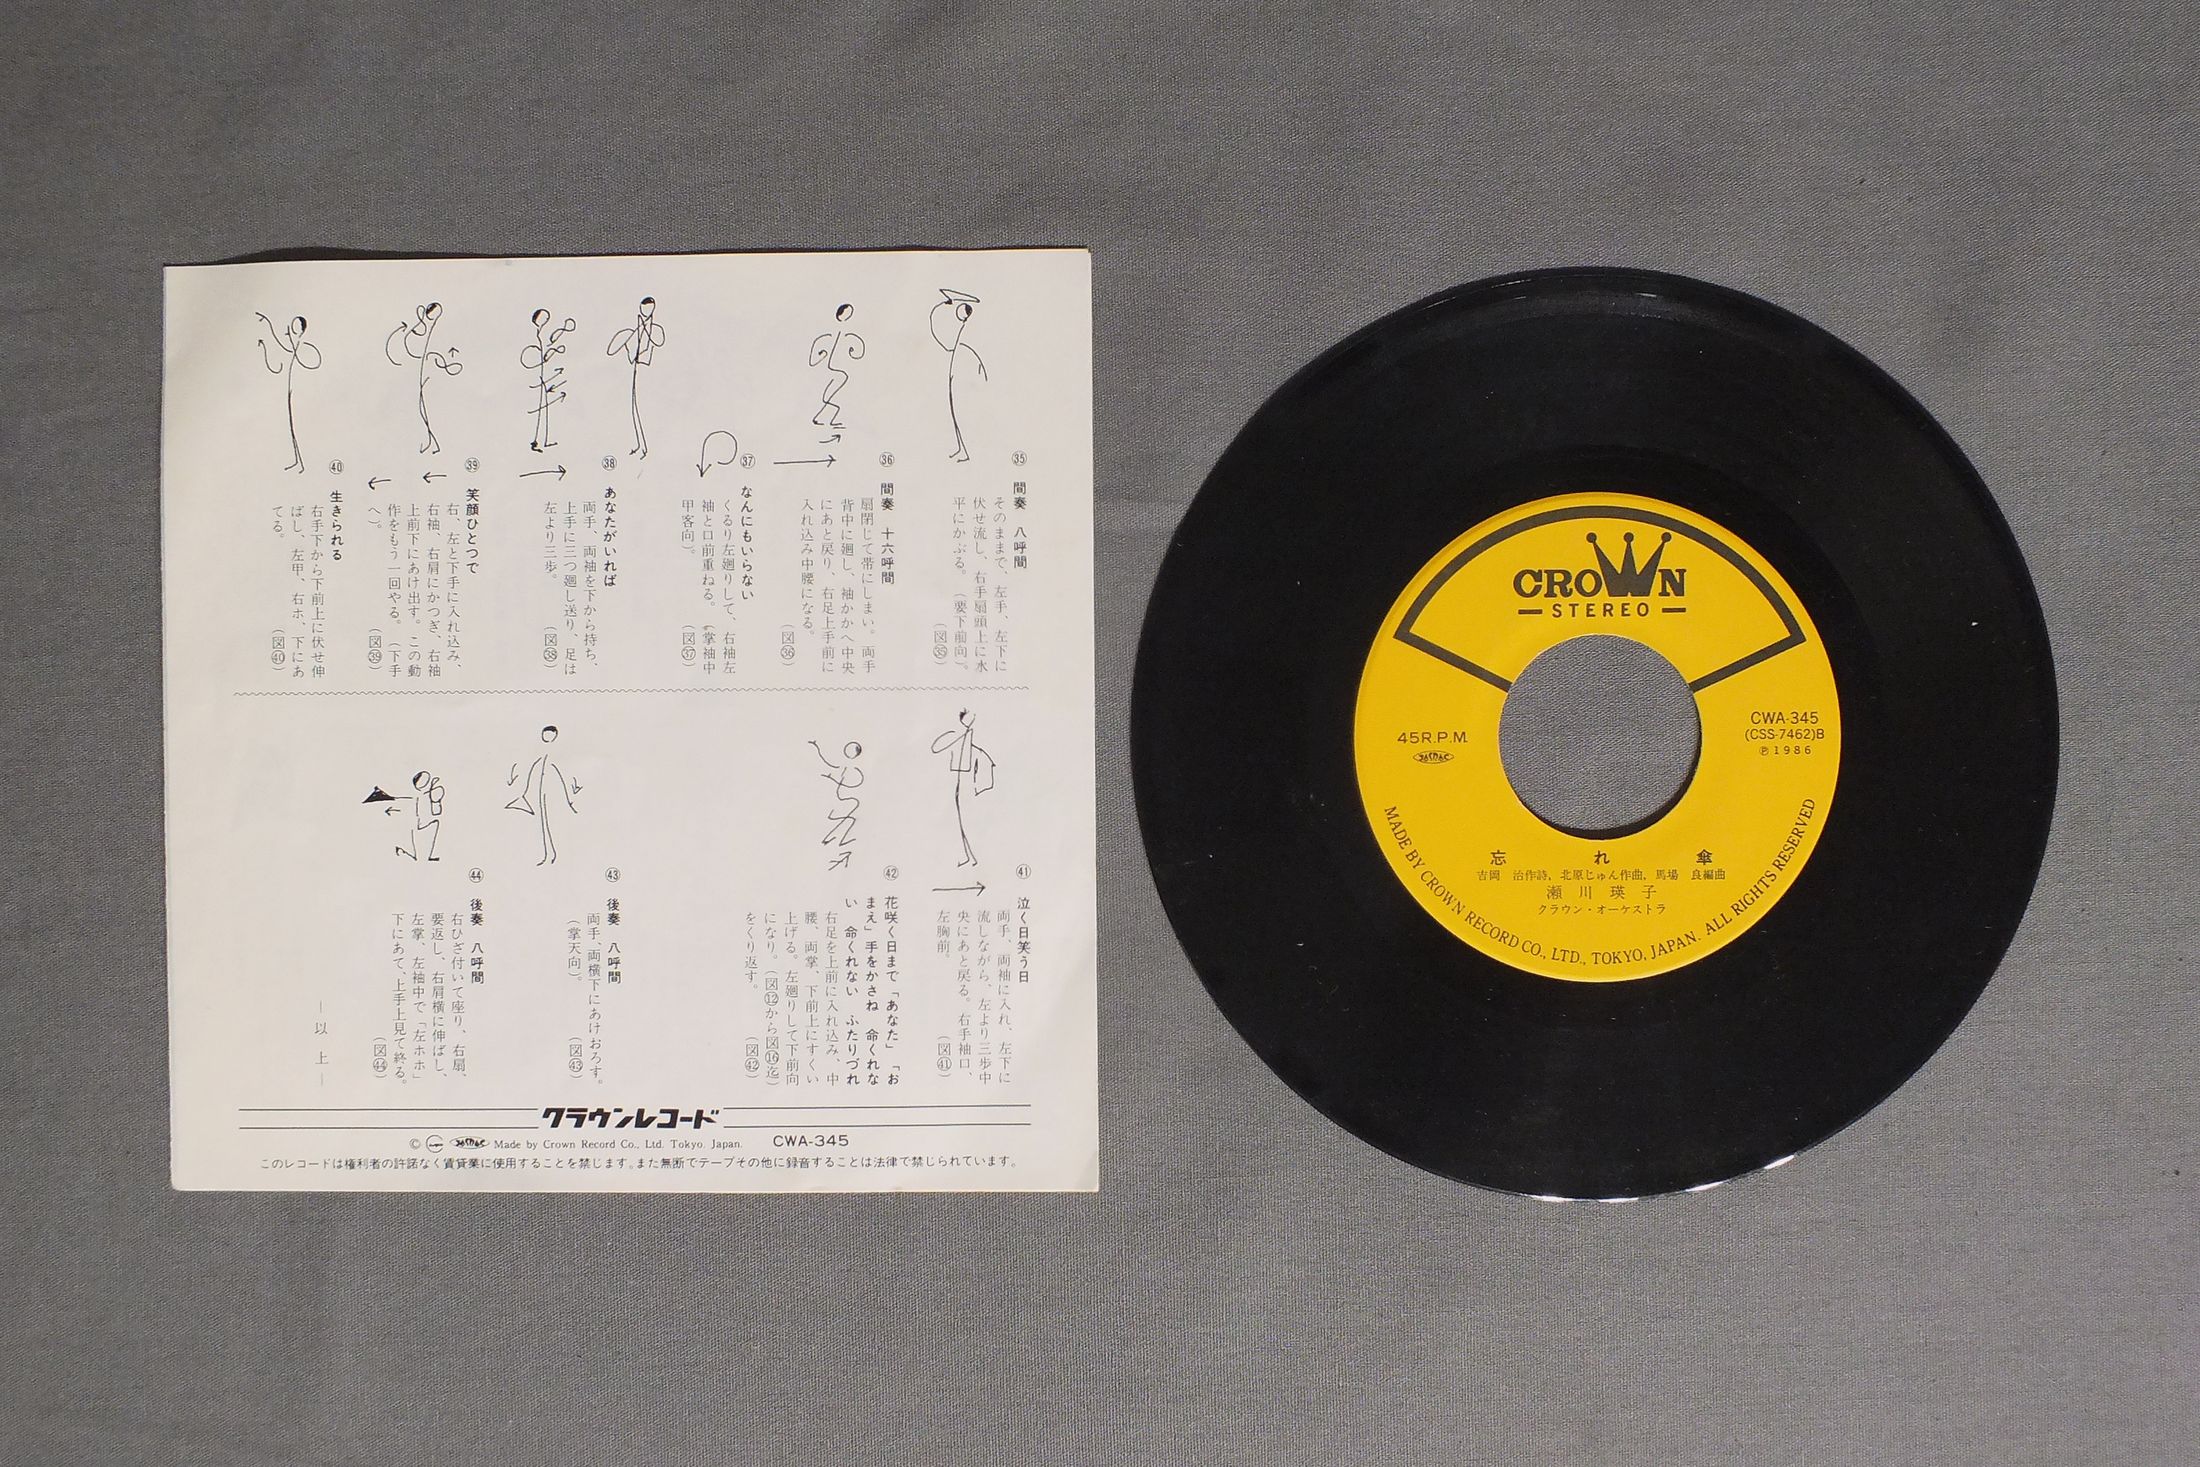 ㉟ 間奏 八呼間
そのままで、左手、左下に
伏せ流し、右手扇頭上に水
平にかぶる。(要下前向)。
(図㉟)
㊱ 間奏 十六呼間
扇閉じて帯にしまい。両手
背中に廻し、袖かかへ中央
にあと戻り、右足上手前に
入れ込み中腰になる。
(図㊱)
㊲ なんにもいらない
くるり左廻りして、右袖左
袖と口前重ねる。(掌袖中
甲客向)。
(図㊲)
㊳ あなたがいれば
両手、両袖を下から持ち、
上手に三つ廻し送り、足は
左より三歩。
(図㊳)
㊴ 笑顔ひとつで
右、左と下手に入れ込み、
右袖、右肩にかつぎ、右袖
上前下にあけ出す。この動
作をもう一回やる。(下手
へ)。
(図㊴)
㊵ 生きられる
右手下から下前上に伏せ伸
ばし、左甲、右ホ、下にあ
てる。
(図㊵)
㊶ 泣く日笑う日
両手、両袖に入れ、左下に
流しながら、左より三歩中
央にあと戻る。右手袖口、
左胸前。
(図㊶)
㊷ 花咲く日まで「あなた」「お
まえ」手をかさね 命くれな
い 命くれない ふたりづれ
右足を上前に入れ込み、中
腰、両掌、下前上にすくい
上げる。左廻りして下前向
になり。(図⑫から図⑯迄)
をくり返す。
(図㊷)
㊸ 後奏 八呼間
両手、両横下にあけおろす。
(掌天向)。
(図㊸)
㊹ 後奏 八呼間
右ひざ付いて座り、右扇、
要返し、右肩横に伸ばし、
左掌、左袖中で「左ホホ」
下にあて、上手上見て終る。
(図㊹)
―以 上―
クラウンレコード
© JASRAC Made by Crown Record Co., Ltd. Tokyo. Japan. CWA-345
このレコードは権利者の許諾なく賃貸業に使用することを禁じます。また無断でテープその他に録音することは法律で禁じられています。
CROWN
STEREO
45R.P.M.
JASRAC
CWA-345
(CSS-7462)B
Ⓟ1986
忘れ傘
吉岡 治作詩, 北原じゅん作曲, 馬場 良編曲
瀬川瑛子
クラウン・オーケストラ
MADE BY CROWN RECORD CO., LTD., TOKYO, JAPAN. ALL RIGHTS RESERVED